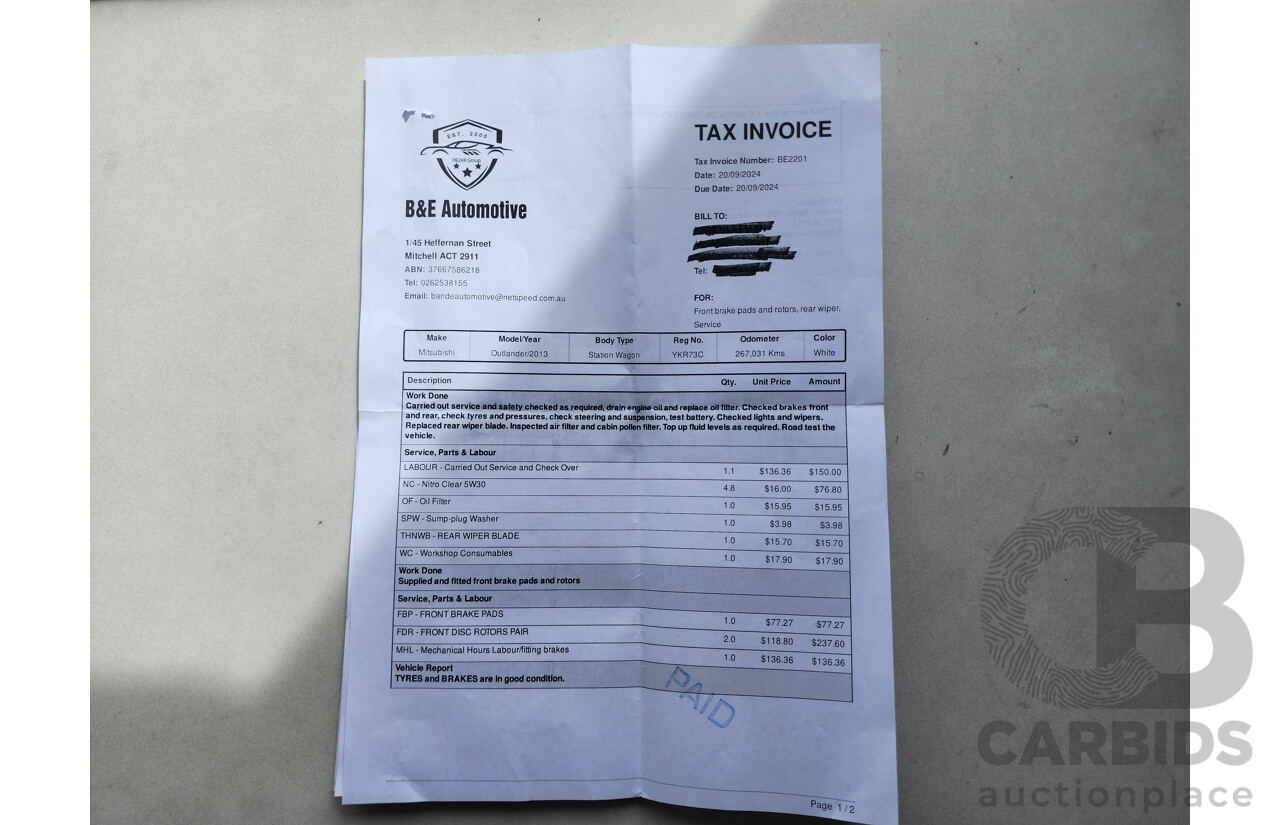 EST. 2000
PB2HR Group
B&E Automotive
1/45 Heffernan Street
Mitchell ACT 2911
ABN: 37667586218
Tel: 0262538155
Email: bandeautomotive@netspeed.com.au
TAX INVOICE
Tax Invoice Number: BE2201
Date: 20/09/2024
Due Date: 20/09/2024
BILL TO:
Tel:
FOR:
Front brake pads and rotors, rear wiper,
Service
Make Model/Year Body Type Reg No. Odometer Color
Mitsubishi Outlander/2013 Station Wagon YKR73C 267,031 Kms White
Description Qty. Unit Price Amount
Work Done
Carried out service and safety checked as required, drain engine oil and replace oil filter. Checked brakes front
and rear, check tyres and pressures, check steering and suspension, test battery. Checked lights and wipers.
Replaced rear wiper blade. Inspected air filter and cabin pollen filter. Top up fluid levels as required. Road test the
vehicle.
Service, Parts & Labour
LABOUR - Carried Out Service and Check Over 1.1 $136.36 $150.00
NC - Nitro Clear 5W30 4.8 $16.00 $76.80
OF - Oil Filter 1.0 $15.95 $15.95
SPW - Sump-plug Washer 1.0 $3.98 $3.98
THNWB - REAR WIPER BLADE 1.0 $15.70 $15.70
WC - Workshop Consumables 1.0 $17.90 $17.90
Work Done
Supplied and fitted front brake pads and rotors
Service, Parts & Labour
FBP - FRONT BRAKE PADS 1.0 $77.27 $77.27
FDR - FRONT DISC ROTORS PAIR 2.0 $118.80 $237.60
MHL - Mechanical Hours Labour/fitting brakes 1.0 $136.36 $136.36
Vehicle Report
TYRES and BRAKES are in good condition.
PAID
Page 1/2
CB
CARBIDS
auctionplace